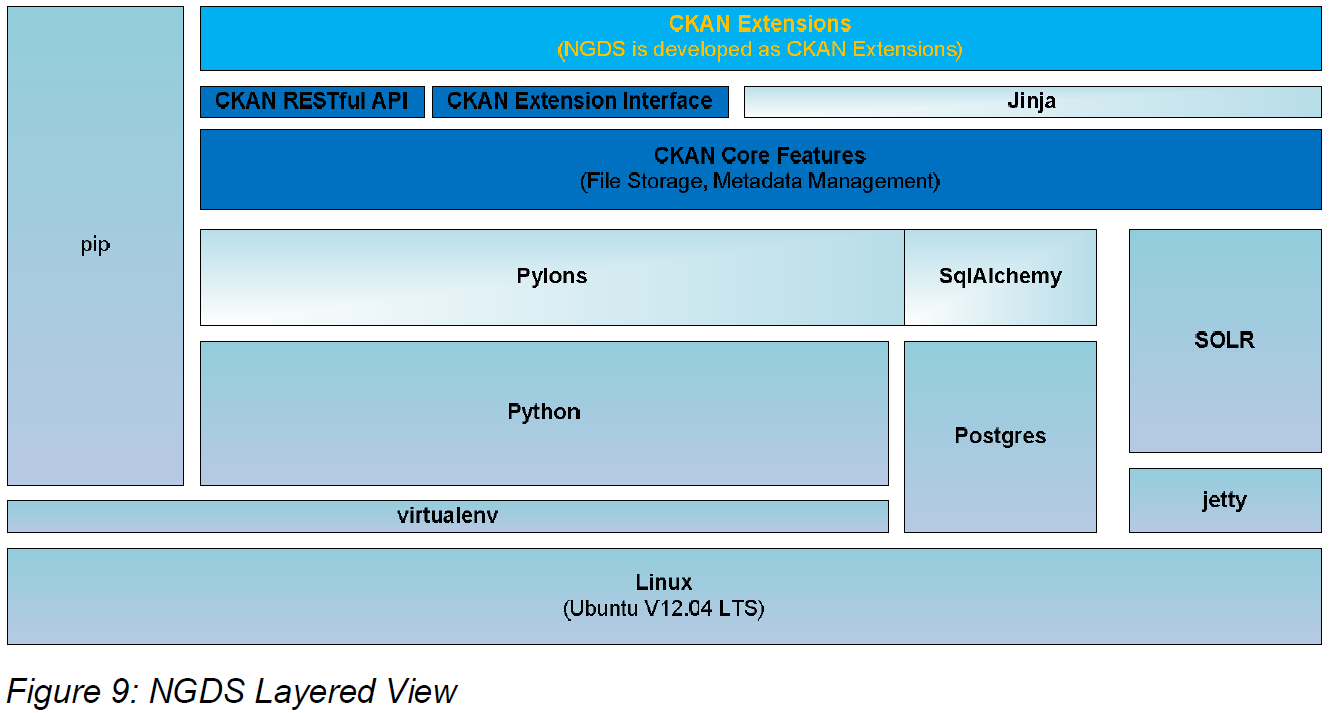 CKAN Extensions
(NGDS is developed as CKAN Extensions)
CKAN RESTful API
CKAN Extension Interface
Jinja
CKAN Core Features
(File Storage, Metadata Management)
pip
Pylons
SqlAlchemy
SOLR
Python
Postgres
jetty
virtualenv
Linux
(Ubuntu V12.04 LTS)
Figure 9: NGDS Layered View